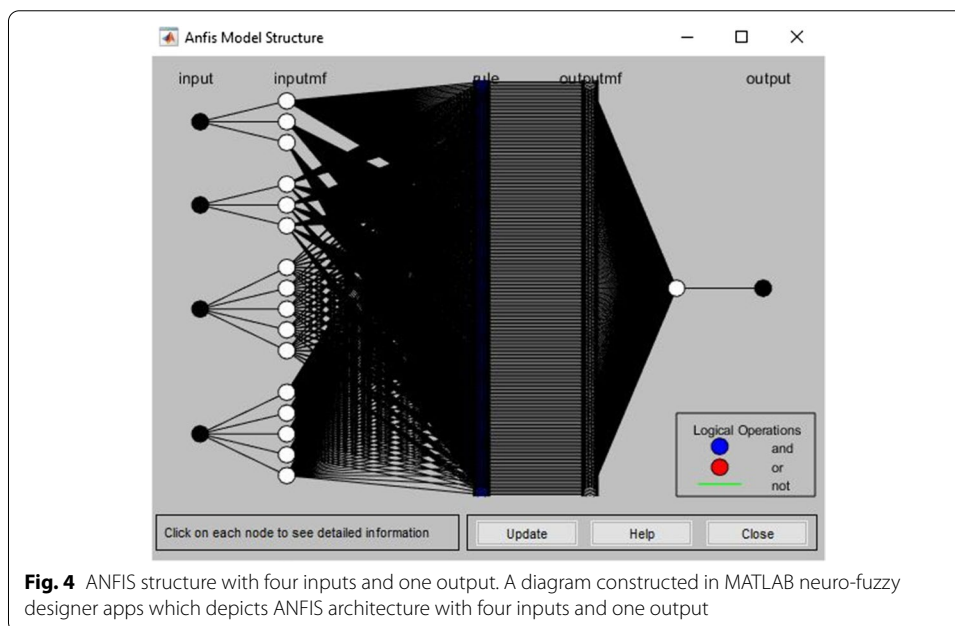 Anfis Model Structure
input inputmf rule outputmf output
Logical Operations
and
or
not
Click on each node to see detailed information Update Help Close
Fig. 4 ANFIS structure with four inputs and one output. A diagram constructed in MATLAB neuro-fuzzy
designer apps which depicts ANFIS architecture with four inputs and one output